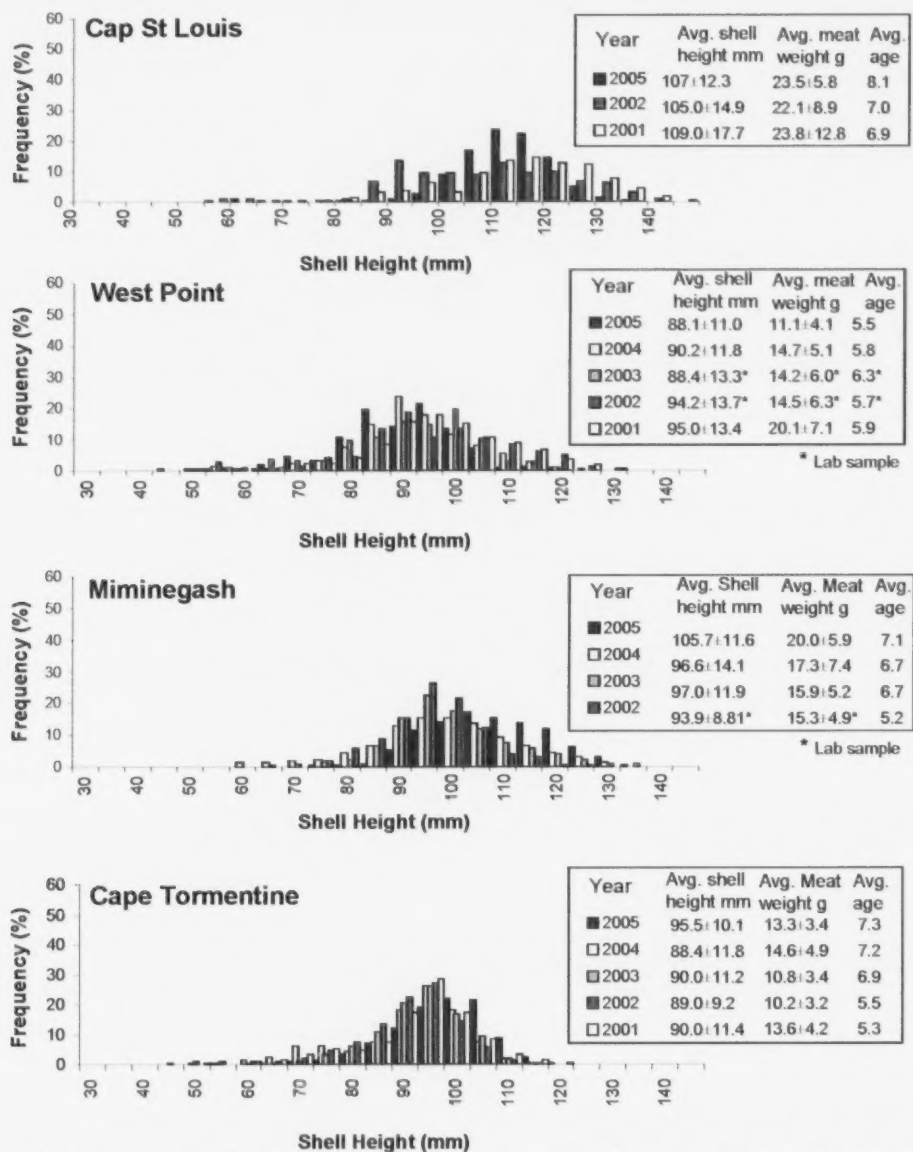 Cap St Louis
Frequency (%)
60
50
40
30
20
10
0
30 40 50 60 70 80 90 100 110 120 130 140
Shell Height (mm)
Year Avg. shell height mm Avg. meat weight g Avg. age
2005 107±12.3 23.5±5.8 8.1
2002 105.0±14.9 22.1±8.9 7.0
2001 109.0±17.7 23.8±12.8 6.9
West Point
Frequency (%)
60
50
40
30
20
10
0
30 40 50 60 70 80 90 100 110 120 130 140
Shell Height (mm)
Year Avg. shell height mm Avg. meat weight g Avg. age
2005 88.1±11.0 11.1±4.1 5.5
2004 90.2±11.8 14.7±5.1 5.8
2003 88.4±13.3* 14.2±6.0* 6.3*
2002 94.2±13.7* 14.5±6.3* 5.7*
2001 95.0±13.4 20.1±7.1 5.9
* Lab sample
Miminegash
Frequency (%)
60
50
40
30
20
10
0
30 40 50 60 70 80 90 100 110 120 130 140
Shell Height (mm)
Year Avg. Shell height mm Avg. Meat weight g Avg. age
2005 105.7±11.6 20.0±5.9 7.1
2004 96.6±14.1 17.3±7.4 6.7
2003 97.0±11.9 15.9±5.2 6.7
2002 93.9±8.81* 15.3±4.9* 5.2
* Lab sample
Cape Tormentine
Frequency (%)
60
50
40
30
20
10
0
30 40 50 60 70 80 90 100 110 120 130 140
Shell Height (mm)
Year Avg. shell height mm Avg. Meat weight g Avg. age
2005 95.5±10.1 13.3±3.4 7.3
2004 88.4±11.8 14.6±4.9 7.2
2003 90.0±11.2 10.8±3.4 6.9
2002 89.0±9.2 10.2±3.2 5.5
2001 90.0±11.4 13.6±4.2 5.3